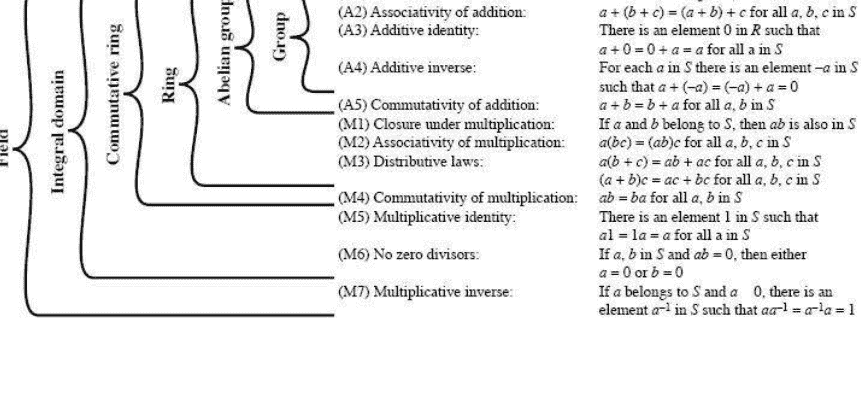 (A2) Associativity of addition: a + (b + c) = (a + b) + c for all a, b, c in S
(A3) Additive identity: There is an element 0 in R such that
a + 0 = 0 + a = a for all a in S
(A4) Additive inverse: For each a in S there is an element –a in S
such that a + (–a) = (–a) + a = 0
(A5) Commutativity of addition: a + b = b + a for all a, b in S
(M1) Closure under multiplication: If a and b belong to S, then ab is also in S
(M2) Associativity of multiplication: a(bc) = (ab)c for all a, b, c in S
(M3) Distributive laws: a(b + c) = ab + ac for all a, b, c in S
(a + b)c = ac + bc for all a, b, c in S
(M4) Commutativity of multiplication: ab = ba for all a, b in S
(M5) Multiplicative identity: There is an element 1 in S such that
a1 = 1a = a for all a in S
(M6) No zero divisors: If a, b in S and ab = 0, then either
a = 0 or b = 0
(M7) Multiplicative inverse: If a belongs to S and a 0, there is an
element a⁻¹ in S such that aa⁻¹ = a⁻¹a = 1
Field
Integral domain
Commutative ring
Ring
Abelian group
Group